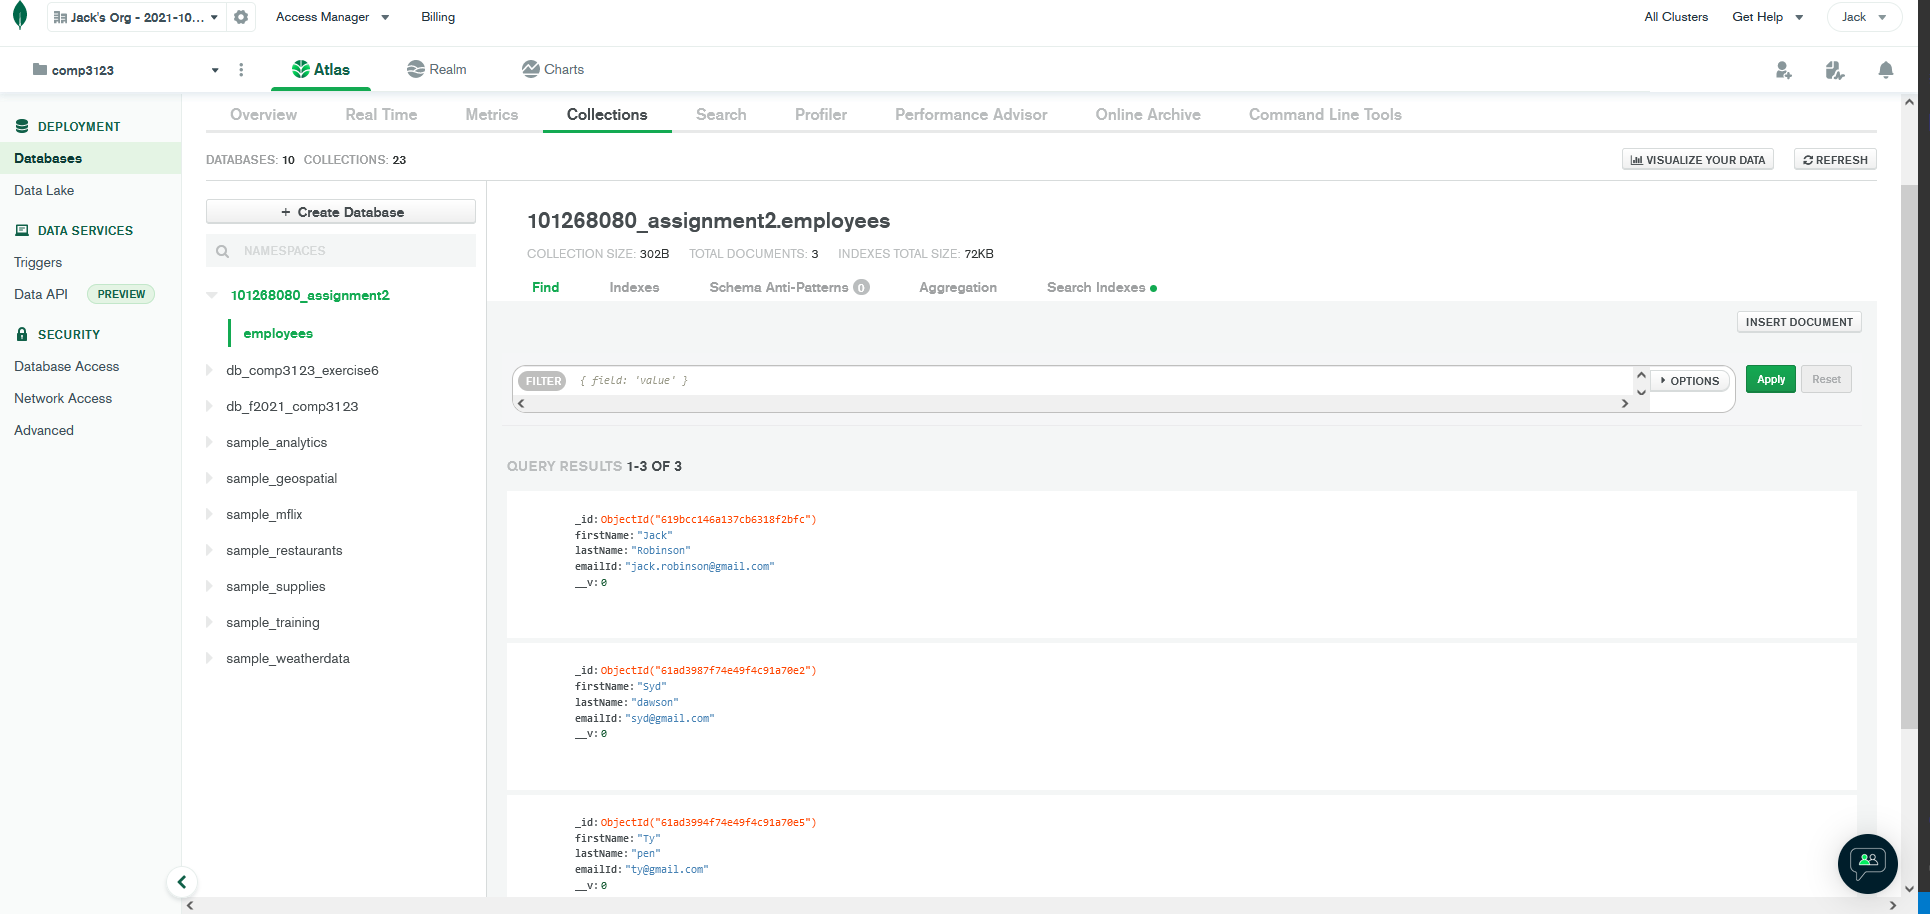 Jack's Org - 2021-10...
Access Manager
Billing
All Clusters
Get Help
Jack
comp3123
Atlas
Realm
Charts
DEPLOYMENT
Databases
Data Lake
DATA SERVICES
Triggers
Data API PREVIEW
SECURITY
Database Access
Network Access
Advanced
Overview
Real Time
Metrics
Collections
Search
Profiler
Performance Advisor
Online Archive
Command Line Tools
DATABASES: 10 COLLECTIONS: 23
VISUALIZE YOUR DATA
REFRESH
+ Create Database
NAMESPACES
101268080_assignment2
employees
db_comp3123_exercise6
db_f2021_comp3123
sample_analytics
sample_geospatial
sample_mflix
sample_restaurants
sample_supplies
sample_training
sample_weatherdata
101268080_assignment2.employees
COLLECTION SIZE: 302B TOTAL DOCUMENTS: 3 INDEXES TOTAL SIZE: 72KB
Find
Indexes
Schema Anti-Patterns 0
Aggregation
Search Indexes
INSERT DOCUMENT
FILTER { field: 'value' }
OPTIONS
Apply
Reset
QUERY RESULTS 1-3 OF 3
_id: ObjectId("619bcc146a137cb6318f2bfc")
firstName: "Jack"
lastName: "Robinson"
emailId: "jack.robinson@gmail.com"
__v: 0
_id: ObjectId("61ad3987f74e49f4c91a70e2")
firstName: "Syd"
lastName: "dawson"
emailId: "syd@gmail.com"
__v: 0
_id: ObjectId("61ad3994f74e49f4c91a70e5")
firstName: "Ty"
lastName: "pen"
emailId: "ty@gmail.com"
__v: 0